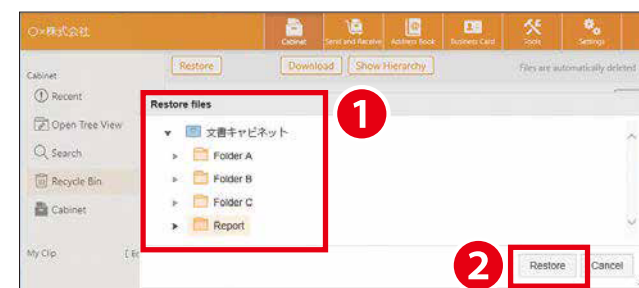 ○×株式会社
Cabinet
Send and Receive
Address Book
Business Card
Tools
Settings
Restore
Download
Show Hierarchy
Files are automatically deleted
Cabinet
Recent
Open Tree View
Search
Recycle Bin
Cabinet
My Clip
Restore files
文書キャビネット
Folder A
Folder B
Folder C
Report
1
2
Restore
Cancel